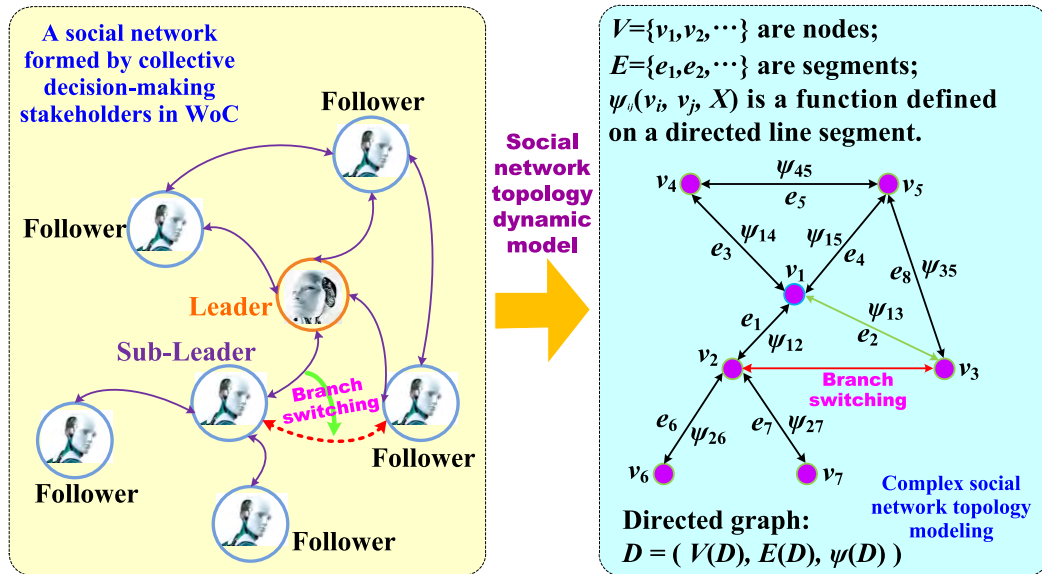 A social network
formed by collective
decision-making
stakeholders in WoC
Follower
Follower
Leader
Sub-Leader
Branch
switching
Follower
Follower
Follower
Social
network
topology
dynamic
model
V={v₁,v₂,⋯} are nodes;
E={e₁,e₂,⋯} are segments;
ψᵢⱼ(vᵢ, vⱼ, X) is a function defined
on a directed line segment.
v₄
ψ₄₅
e₅
v₅
e₃
ψ₁₄
ψ₁₅
e₄
e₈
ψ₃₅
v₁
e₁
ψ₁₂
ψ₁₃
e₂
v₂
v₃
Branch
switching
e₆
ψ₂₆
e₇
ψ₂₇
v₆
v₇
Complex social
network topology
modeling
Directed graph:
D = ( V(D), E(D), ψ(D) )